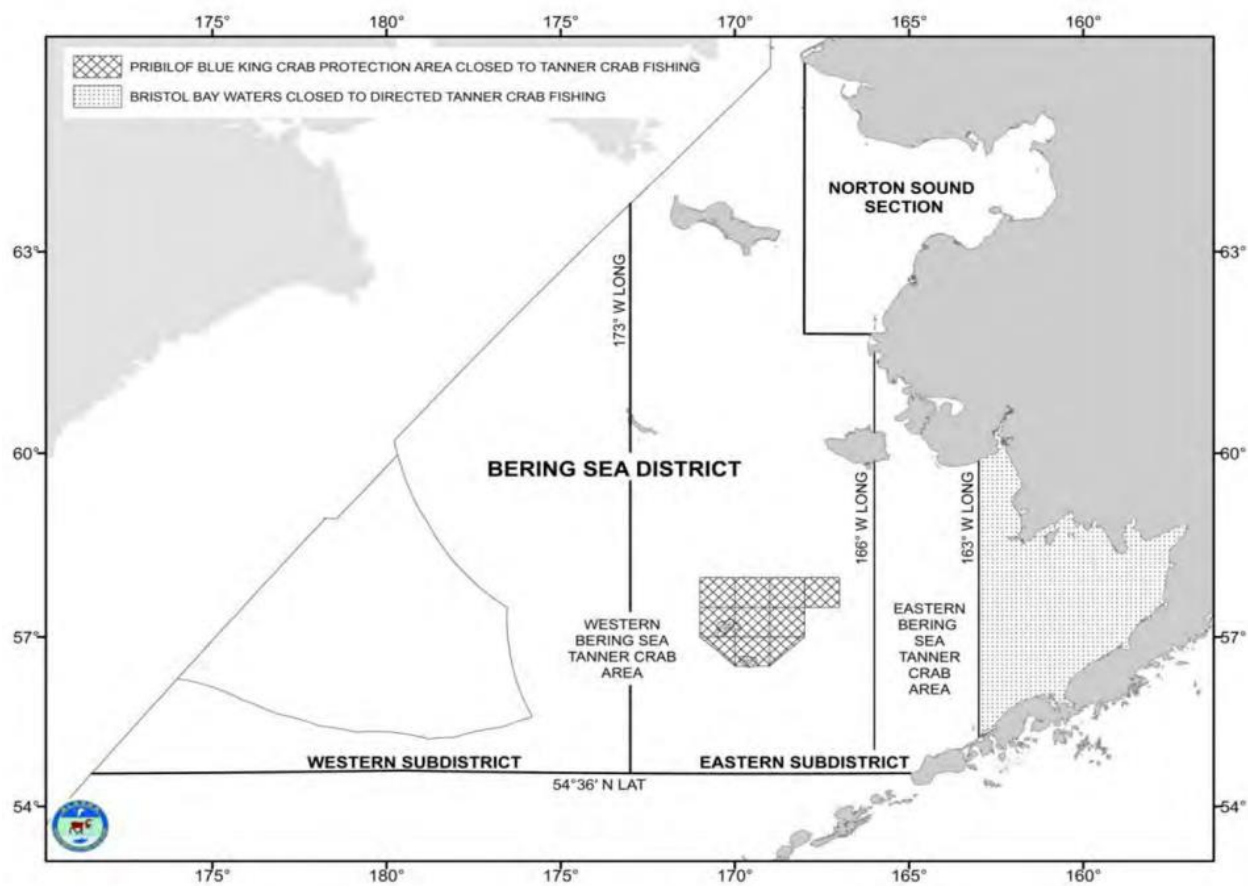 175° 180° 175° 170° 165° 160°
PRIBILOF BLUE KING CRAB PROTECTION AREA CLOSED TO TANNER CRAB FISHING
BRISTOL BAY WATERS CLOSED TO DIRECTED TANNER CRAB FISHING
NORTON SOUND
SECTION
63° 63°
173° W LONG
60° 60°
BERING SEA DISTRICT
166° W LONG
163° W LONG
WESTERN
BERING SEA
TANNER CRAB
AREA
EASTERN
BERING
SEA
TANNER
CRAB
AREA
57° 57°
WESTERN SUBDISTRICT
EASTERN SUBDISTRICT
54°36' N LAT
54° 54°
175° 180° 175° 170° 165° 160°